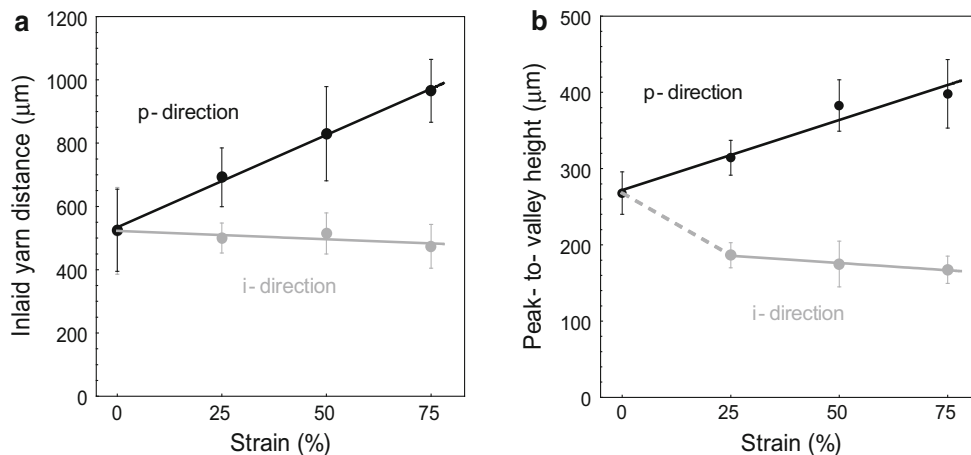 a
Inlaid yarn distance (μm)
1200
1000
800
600
400
200
0
p- direction
i- direction
0 25 50 75
Strain (%)
b
Peak- to- valley height (μm)
500
400
300
200
100
0
p- direction
i- direction
0 25 50 75
Strain (%)